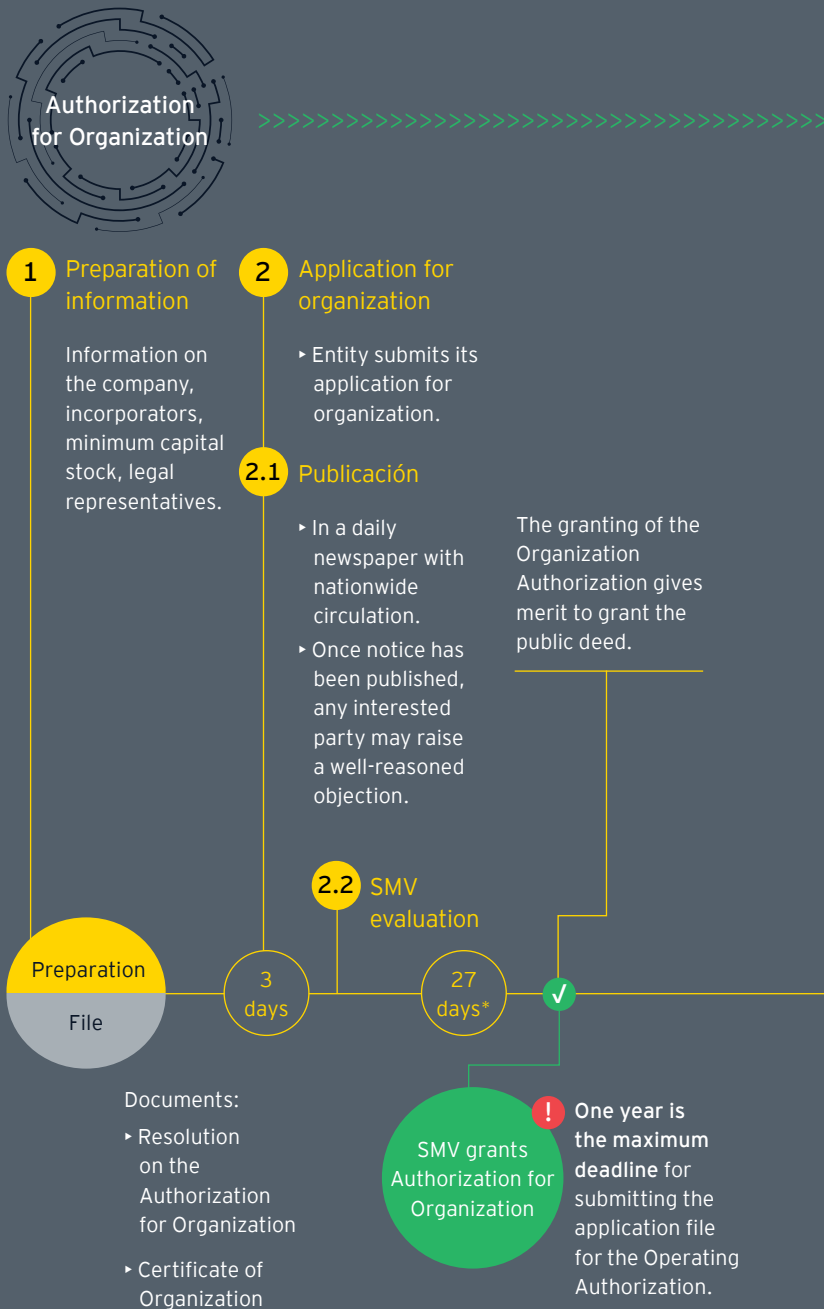 Authorization
for Organization
>>>>>>>>>>>>>>>>>>>>>>>>>>>>>>>>>>>>>>>
1
Preparation of
information
Information on
the company,
incorporators,
minimum capital
stock, legal
representatives.
2
Application for
organization
‣ Entity submits its
application for
organization.
2.1
Publicación
‣ In a daily
newspaper with
nationwide
circulation.
‣ Once notice has
been published,
any interested
party may raise
a well-reasoned
objection.
The granting of the
Organization
Authorization gives
merit to grant the
public deed.
2.2
SMV
evaluation
Preparation
File
3
days
27
days*
√
Documents:
‣ Resolution
on the
Authorization
for Organization
‣ Certificate of
Organization
SMV grants
Authorization for
Organization
!
One year is
the maximum
deadline for
submitting the
application file
for the Operating
Authorization.